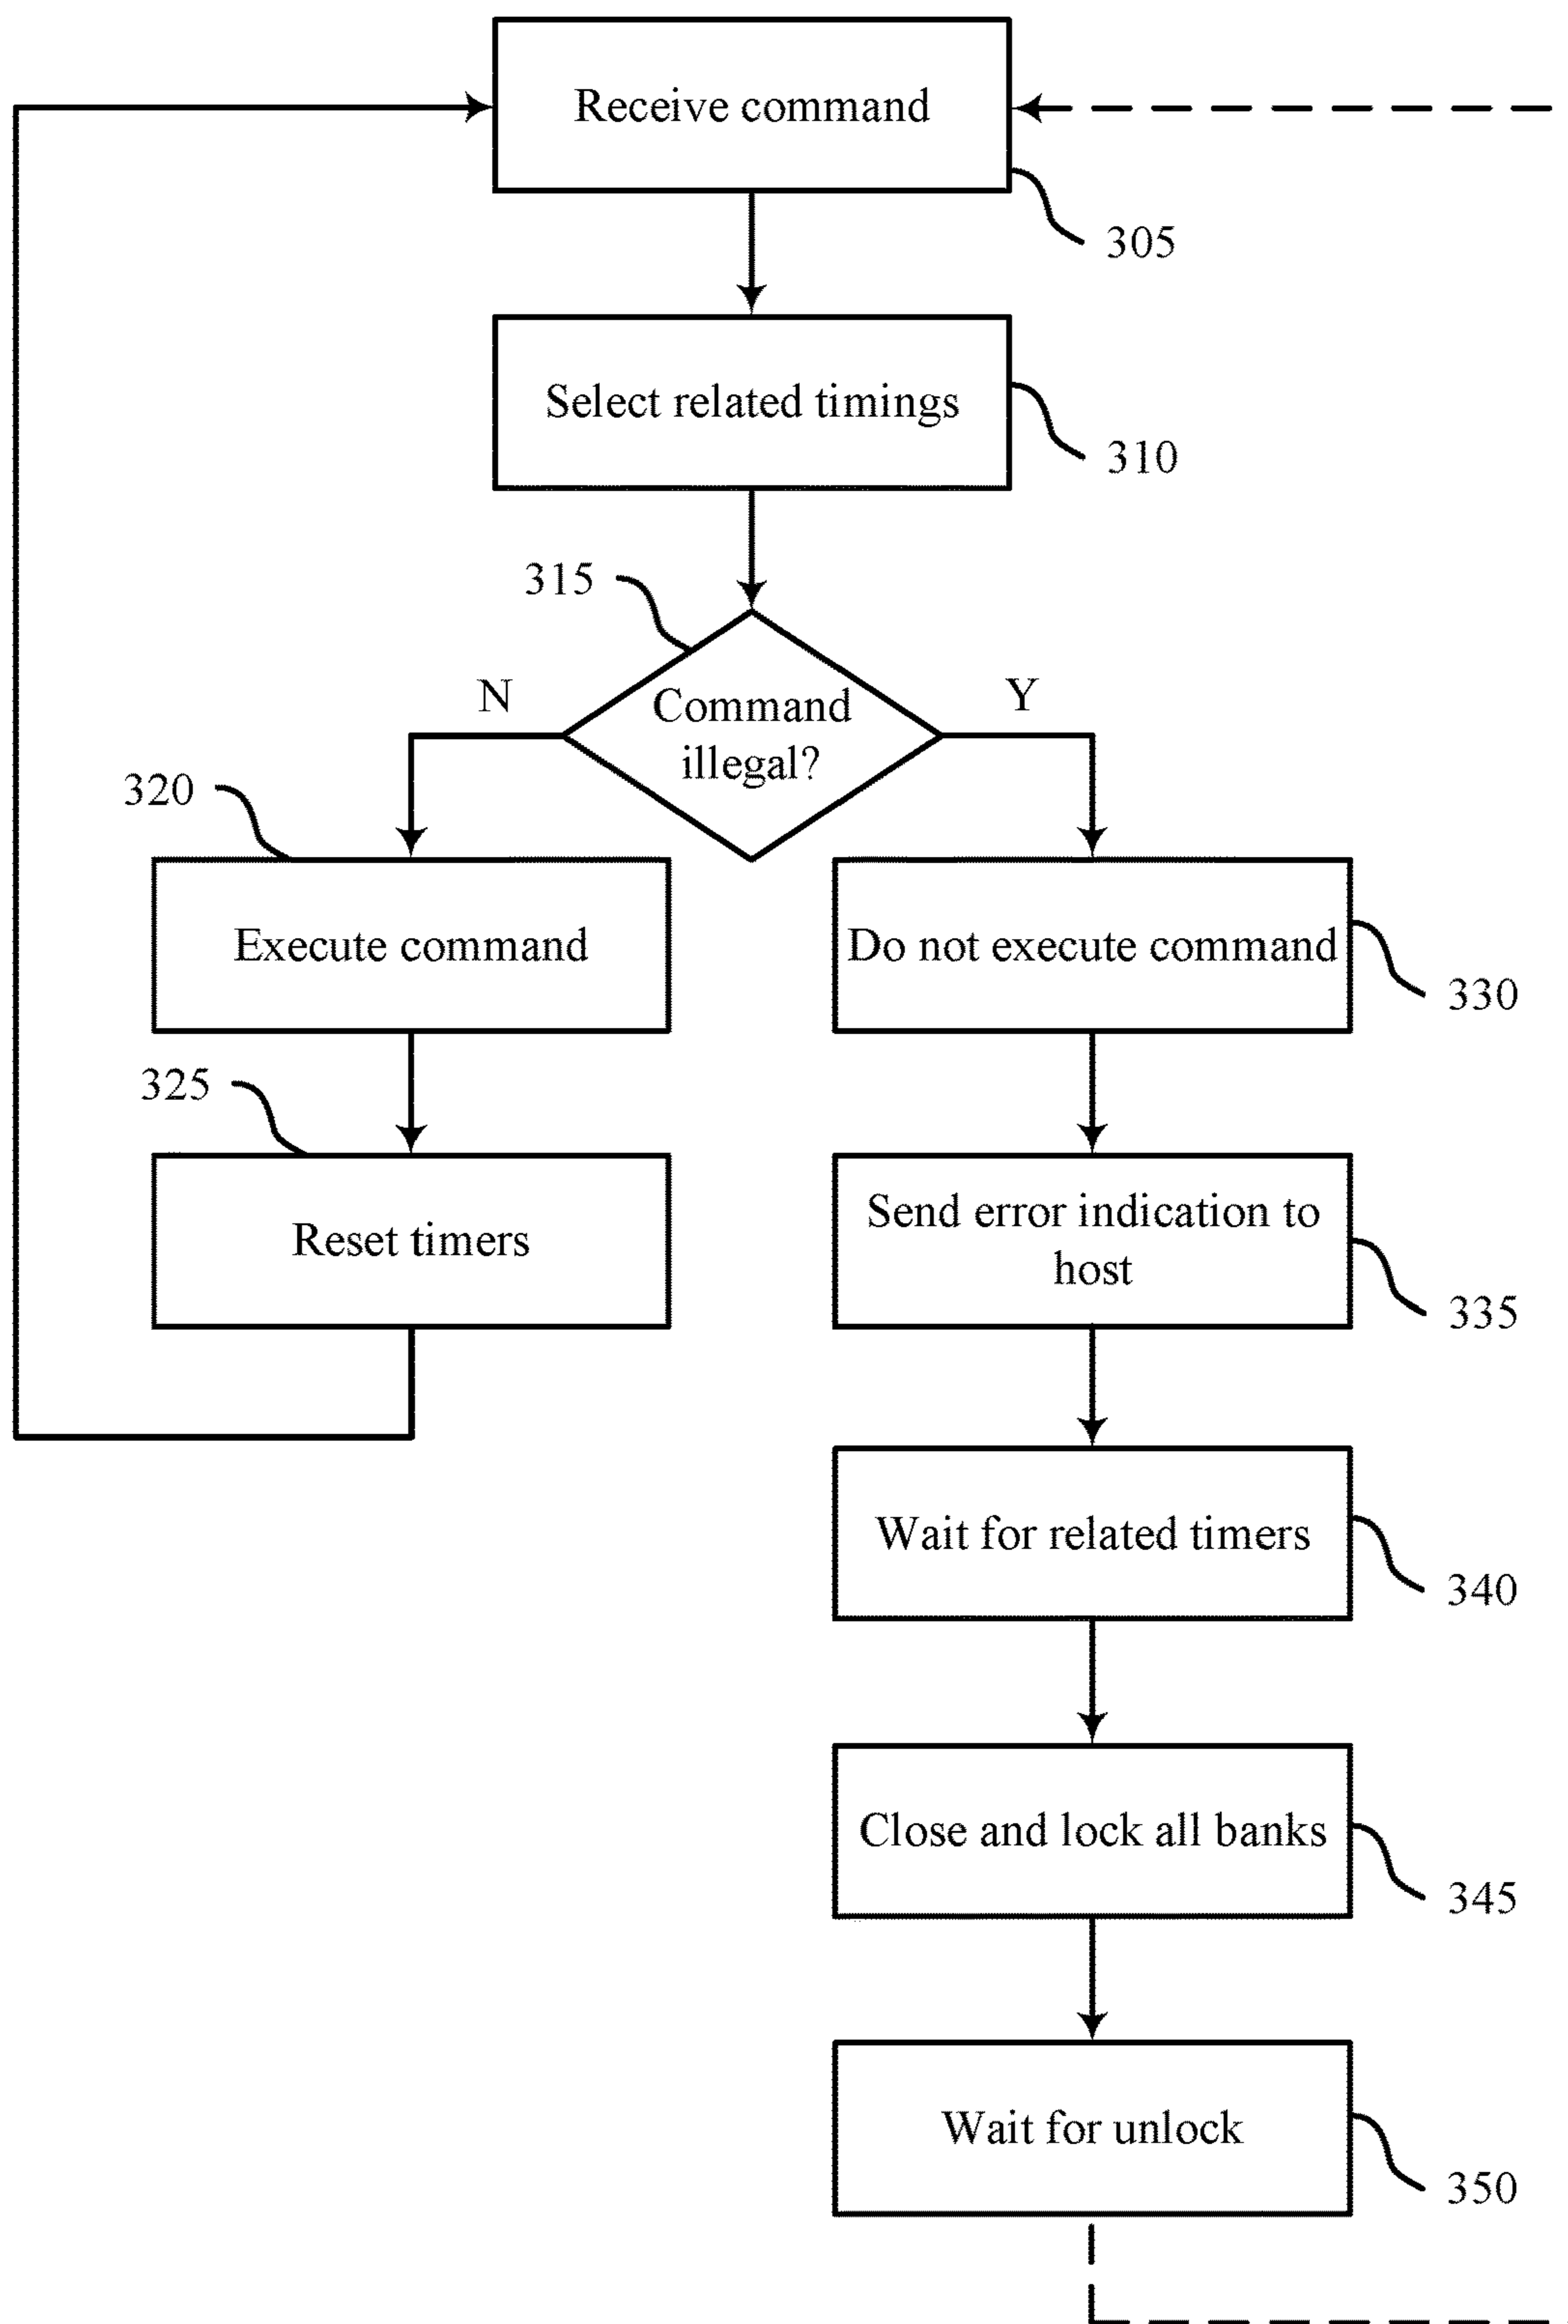 Receive command
305
Select related timings
310
315
N
Y
Command
illegal?
320
Execute command
Do not execute command
330
325
Reset timers
Send error indication to
host
335
Wait for related timers
340
Close and lock all banks
345
Wait for unlock
350